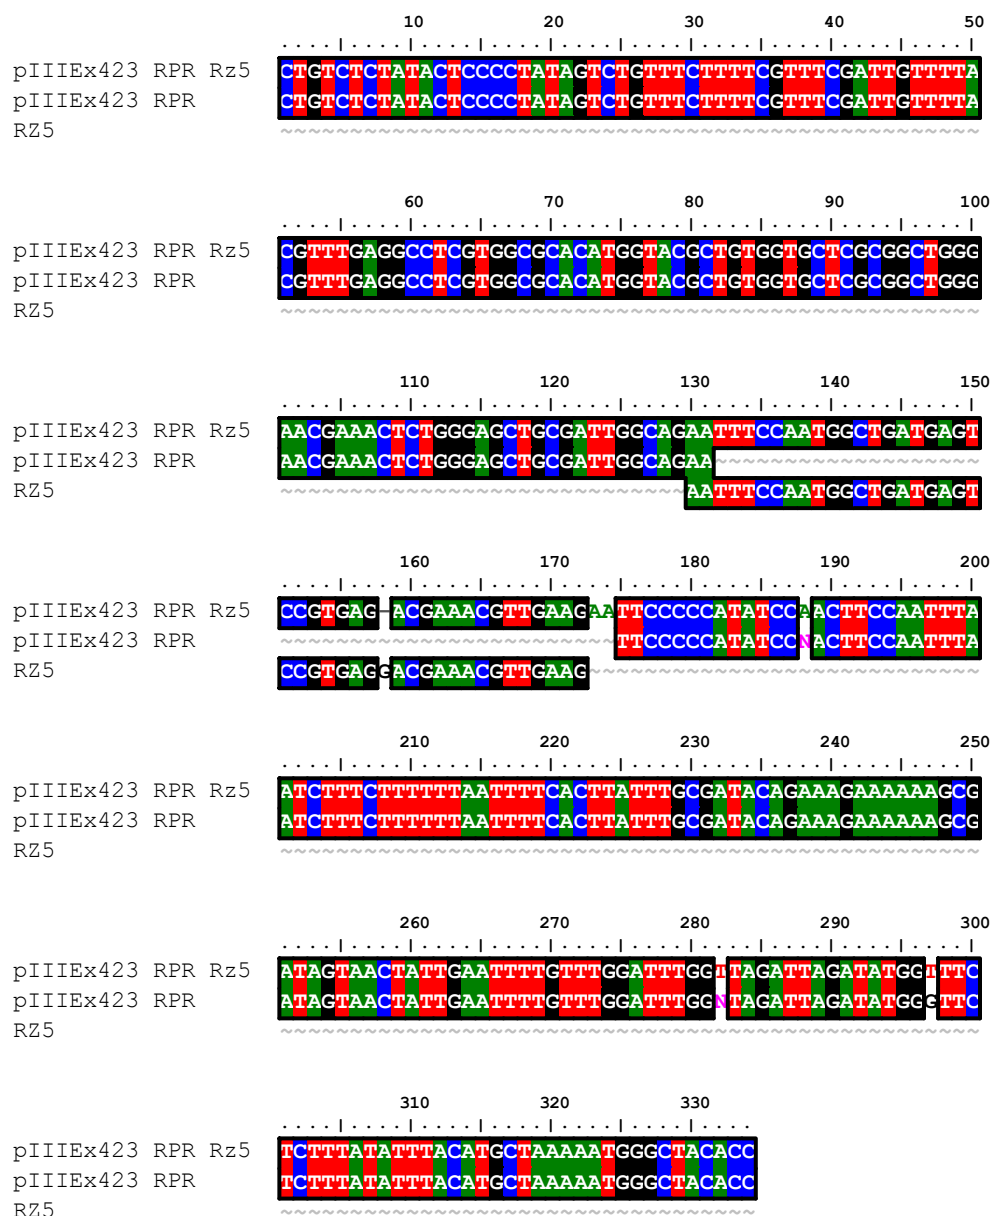 10 20 30 40 50
....|....|....|....|....|....|....|....|....|....|
pIIIEx423 RPR Rz5 CTGTCTCTATACTCCCCTATAGTCTGTTTCTTTTCGTTTCGATTGTTTTA
pIIIEx423 RPR CTGTCTCTATACTCCCCTATAGTCTGTTTCTTTTCGTTTCGATTGTTTTA
RZ5 ~~~~~~~~~~~~~~~~~~~~~~~~~~~~~~~~~~~~~~~~~~~~~~~~~~
60 70 80 90 100
....|....|....|....|....|....|....|....|....|....|
pIIIEx423 RPR Rz5 CGTTTGAGGCCTCGTGGCGCACATGGTACGCTGTGGTGCTCGCGGCTGGG
pIIIEx423 RPR CGTTTGAGGCCTCGTGGCGCACATGGTACGCTGTGGTGCTCGCGGCTGGG
RZ5 ~~~~~~~~~~~~~~~~~~~~~~~~~~~~~~~~~~~~~~~~~~~~~~~~~~
110 120 130 140 150
....|....|....|....|....|....|....|....|....|....|
pIIIEx423 RPR Rz5 AACGAAACTCTGGGAGCTGCGATTGGCAGAATTTCCAATGGCTGATGAGT
pIIIEx423 RPR AACGAAACTCTGGGAGCTGCGATTGGCAGAA~~~~~~~~~~~~~~~~~~~
RZ5 ~~~~~~~~~~~~~~~~~~~~~~~~~~~~~AATTTCCAATGGCTGATGAGT
160 170 180 190 200
....|....|....|....|....|....|....|....|....|....|
pIIIEx423 RPR Rz5 CCGTGAG-ACGAAACGTTGAAGAATTCCCCCATATCCAACTTCCAATTTA
pIIIEx423 RPR ~~~~~~~~~~~~~~~~~~~~~~~~TTCCCCCATATCCNACTTCCAATTTA
RZ5 CCGTGAGGACGAAACGTTGAAG~~~~~~~~~~~~~~~~~~~~~~~~~~~~
210 220 230 240 250
....|....|....|....|....|....|....|....|....|....|
pIIIEx423 RPR Rz5 ATCTTTCTTTTTTAATTTTCACTTATTTGCGATACAGAAAGAAAAAAGCG
pIIIEx423 RPR ATCTTTCTTTTTTAATTTTCACTTATTTGCGATACAGAAAGAAAAAAGCG
RZ5 ~~~~~~~~~~~~~~~~~~~~~~~~~~~~~~~~~~~~~~~~~~~~~~~~~~
260 270 280 290 300
....|....|....|....|....|....|....|....|....|....|
pIIIEx423 RPR Rz5 ATAGTAACTATTGAATTTTGTTTGGATTTGGTTAGATTAGATATGGTTTC
pIIIEx423 RPR ATAGTAACTATTGAATTTTGTTTGGATTTGGNTAGATTAGATATGGGTTC
RZ5 ~~~~~~~~~~~~~~~~~~~~~~~~~~~~~~~~~~~~~~~~~~~~~~~~~~
310 320 330
....|....|....|....|....|....|....
pIIIEx423 RPR Rz5 TCTTTATATTTACATGCTAAAAATGGGCTACACC
pIIIEx423 RPR TCTTTATATTTACATGCTAAAAATGGGCTACACC
RZ5 ~~~~~~~~~~~~~~~~~~~~~~~~~~~~~~~~~~